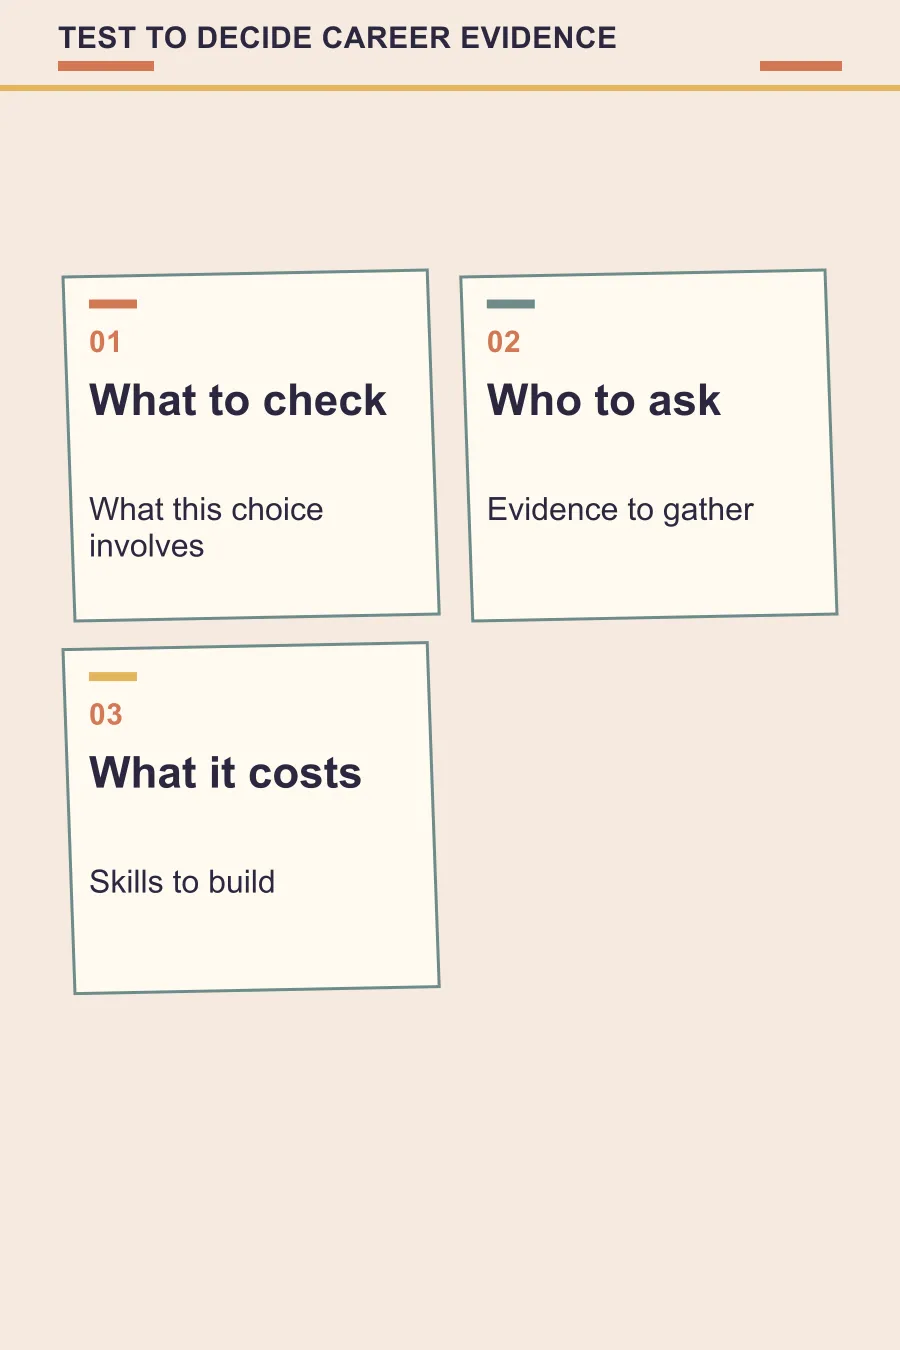 TEST TO DECIDE CAREER EVIDENCE
01
What to check
What this choice
involves
02
Who to ask
Evidence to gather
03
What it costs
Skills to build